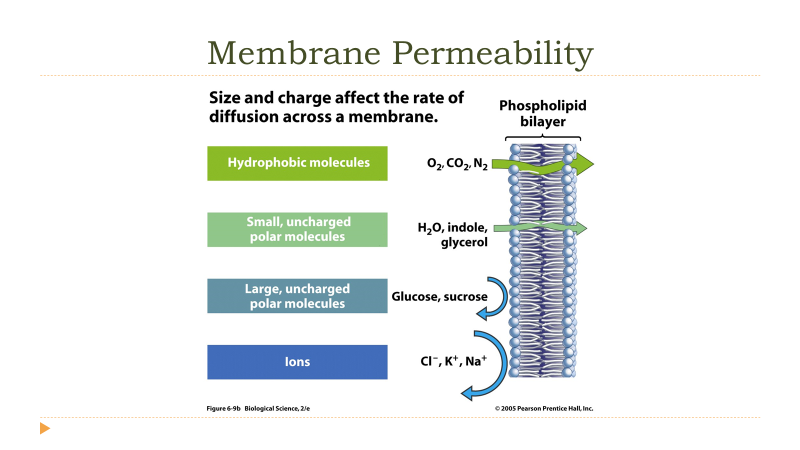 Membrane Permeability
Size and charge affect the rate of
diffusion across a membrane.
Phospholipid
bilayer
Hydrophobic molecules
O₂, CO₂, N₂
Small, uncharged
polar molecules
H₂O, indole,
glycerol
Large, uncharged
polar molecules
Glucose, sucrose
Ions
Cl⁻, K⁺, Na⁺
Figure 6-9b Biological Science, 2/e
© 2005 Pearson Prentice Hall, Inc.